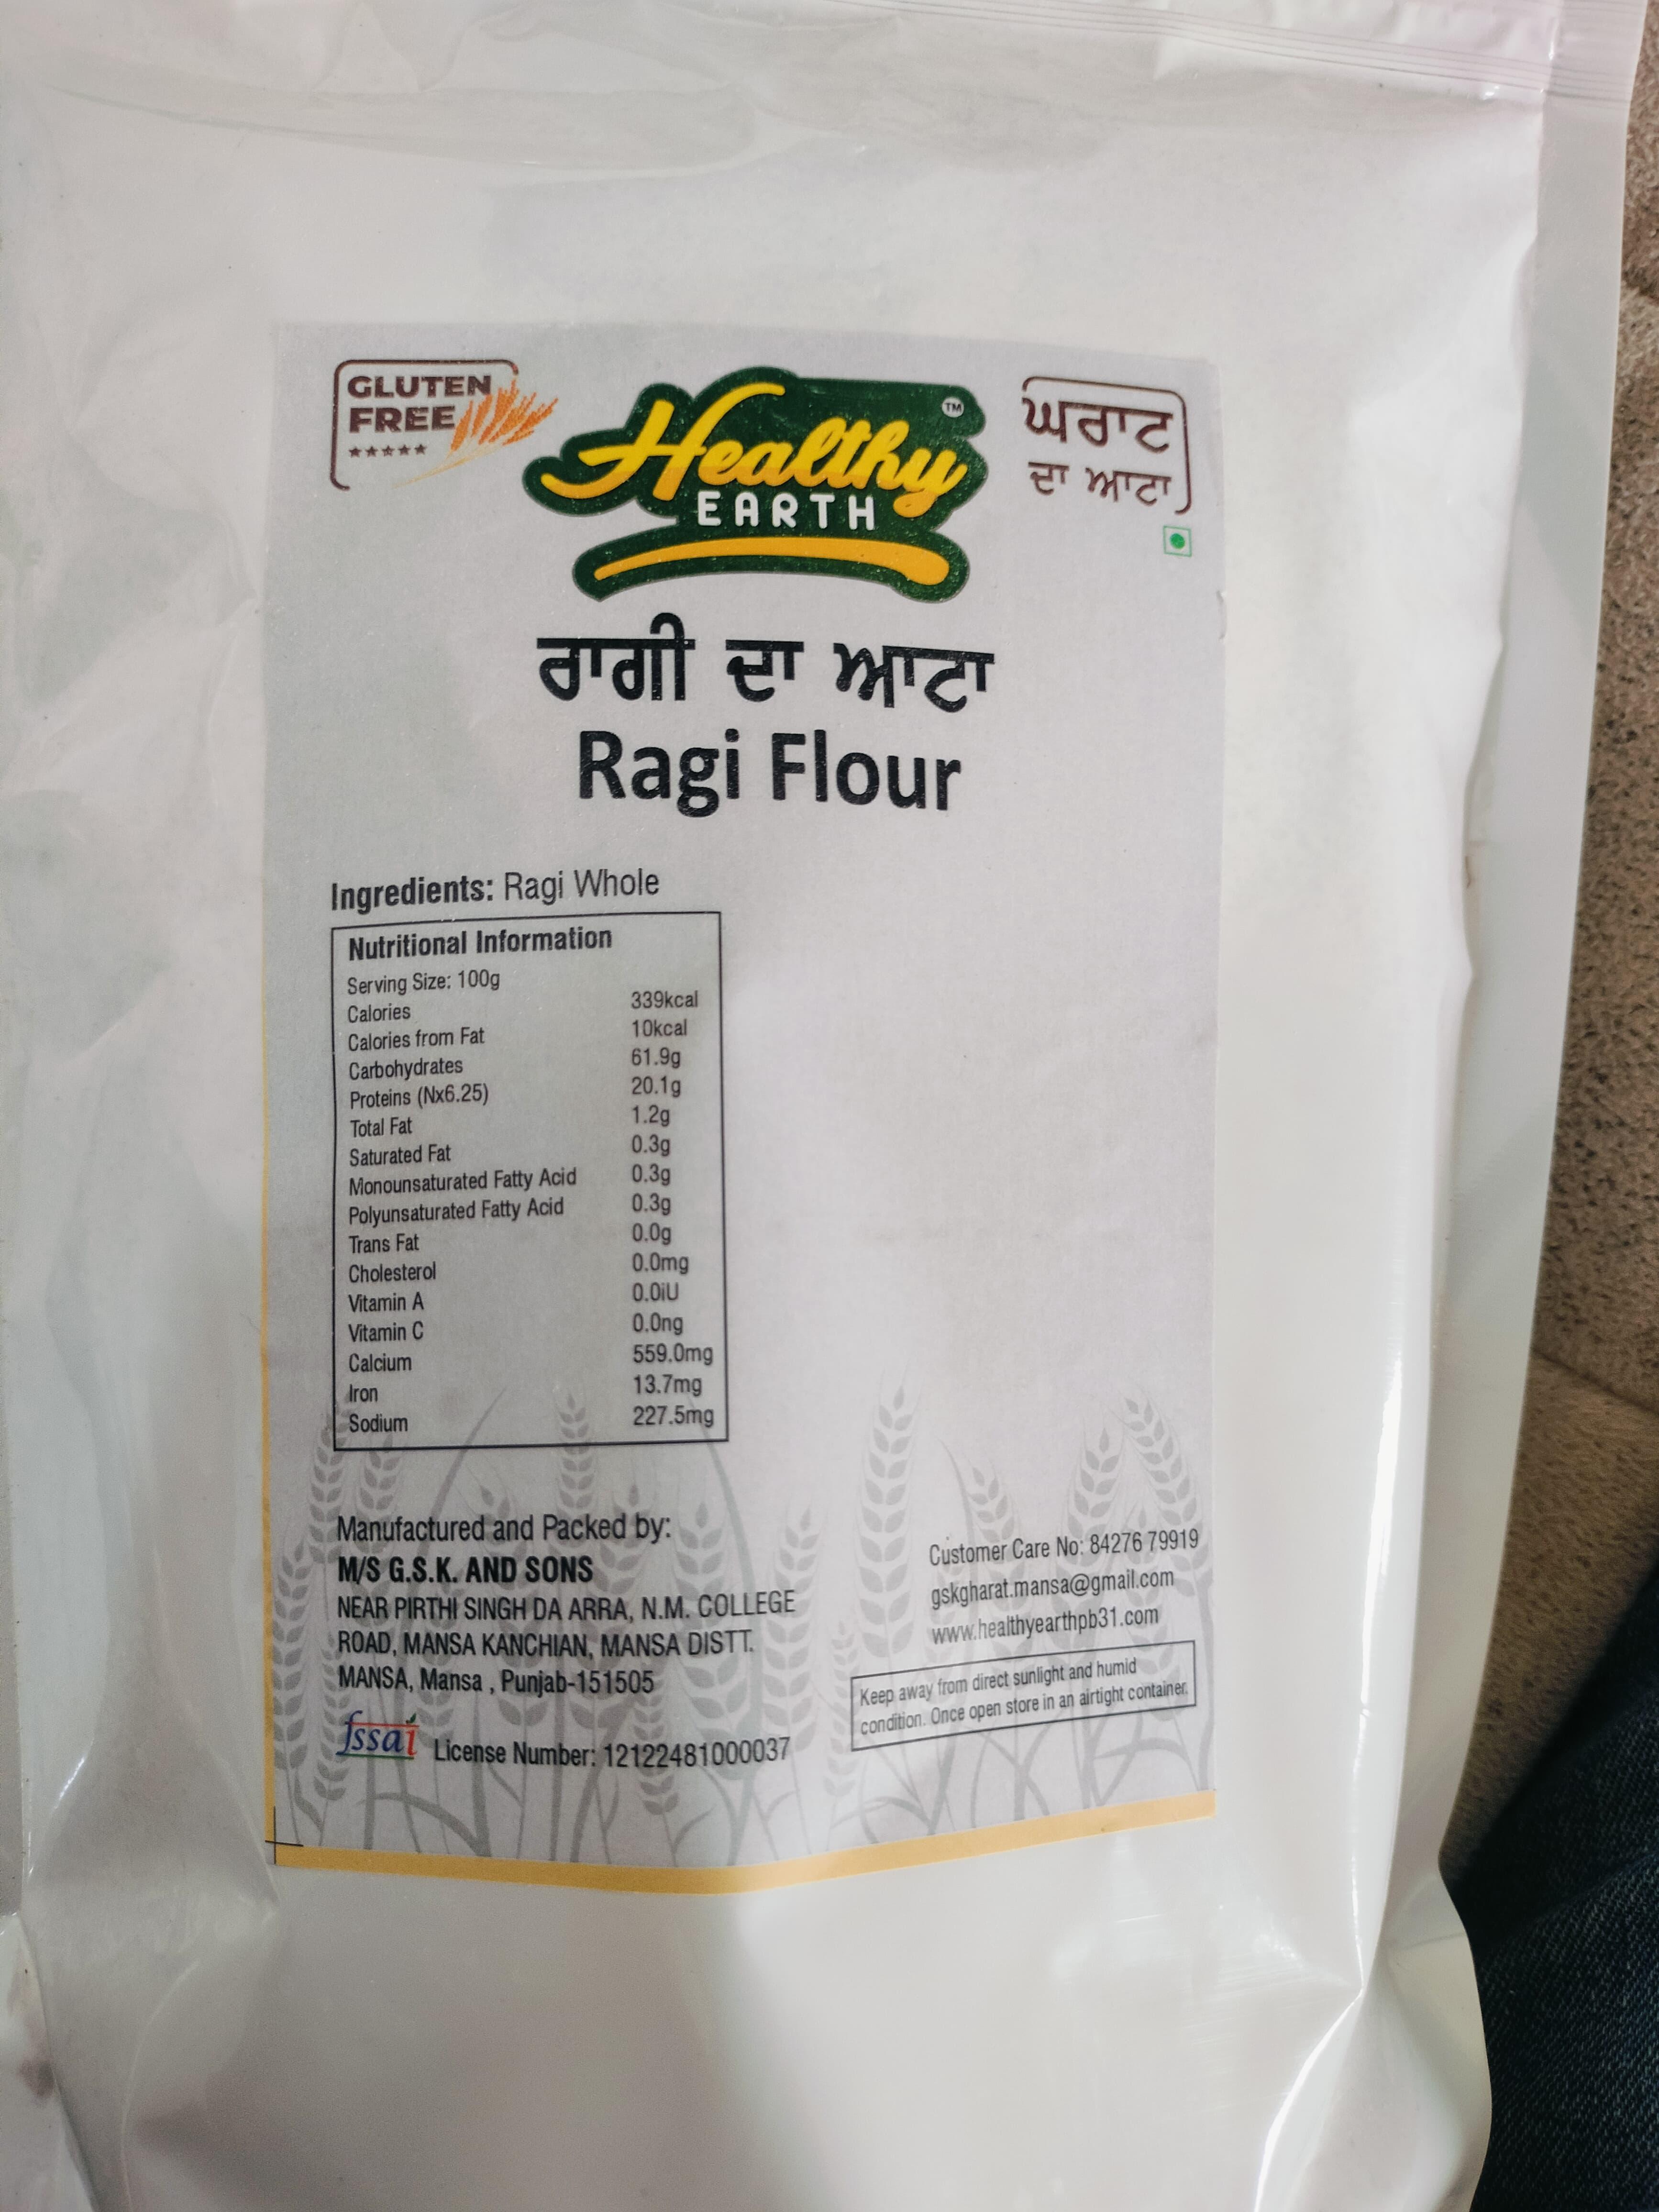 GLUTEN
FREE
★★★★★
Healthy
EARTH
TM
ਘਰਾਟ
ਦਾ ਆਟਾ
ਰਾਗੀ ਦਾ ਆਟਾ
Ragi Flour
Ingredients: Ragi Whole
Nutritional Information
Serving Size: 100g
Calories 339kcal
Calories from Fat 10kcal
Carbohydrates 61.9g
Proteins (Nx6.25) 20.1g
Total Fat 1.2g
Saturated Fat 0.3g
Monounsaturated Fatty Acid 0.3g
Polyunsaturated Fatty Acid 0.3g
Trans Fat 0.0g
Cholesterol 0.0mg
Vitamin A 0.0iU
Vitamin C 0.0ng
Calcium 559.0mg
Iron 13.7mg
Sodium 227.5mg
Manufactured and Packed by:
M/S G.S.K. AND SONS
NEAR PIRTHI SINGH DA ARRA, N.M. COLLEGE
ROAD, MANSA KANCHIAN, MANSA DISTT.
MANSA, Mansa , Punjab-151505
fssai License Number: 12122481000037
Customer Care No: 84276 79919
gskgharat.mansa@gmail.com
www.healthyearthpb31.com
Keep away from direct sunlight and humid
condition. Once open store in an airtight container.